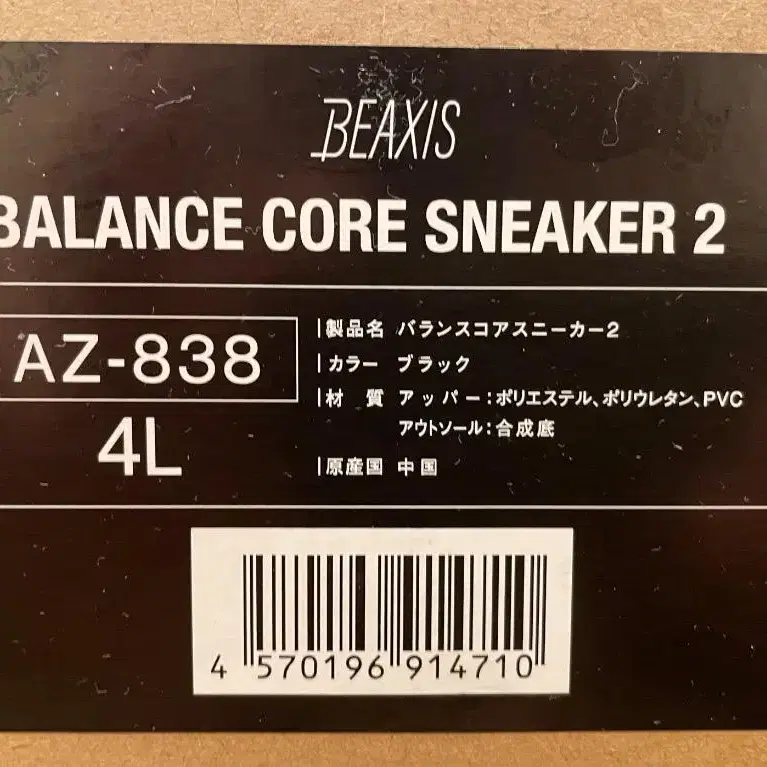 BEAXIS
BALANCE CORE SNEAKER 2
AZ-838
4L
製品名 バランスコアスニーカー2
カラー ブラック
材 質 アッパー:ポリエステル、ポリウレタン、PVC
アウトソール:合成底
原産国 中国
4 570196 914710